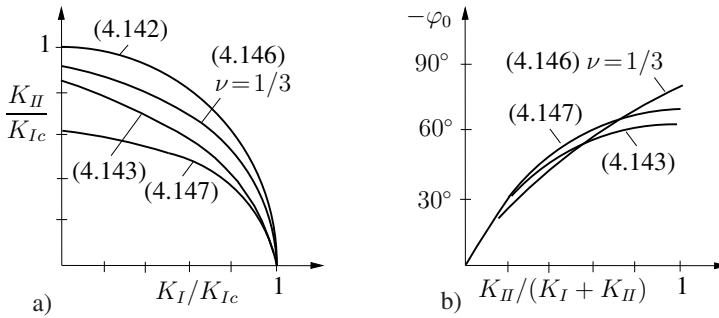 1
K_II/K_Ic
(4.142)
(4.146)
ν = 1/3
(4.143)
(4.147)
K_I/K_Ic
1
a)
−φ_0
90°
60°
30°
(4.146) ν = 1/3
(4.147)
(4.143)
K_II/(K_I + K_II)
1
b)